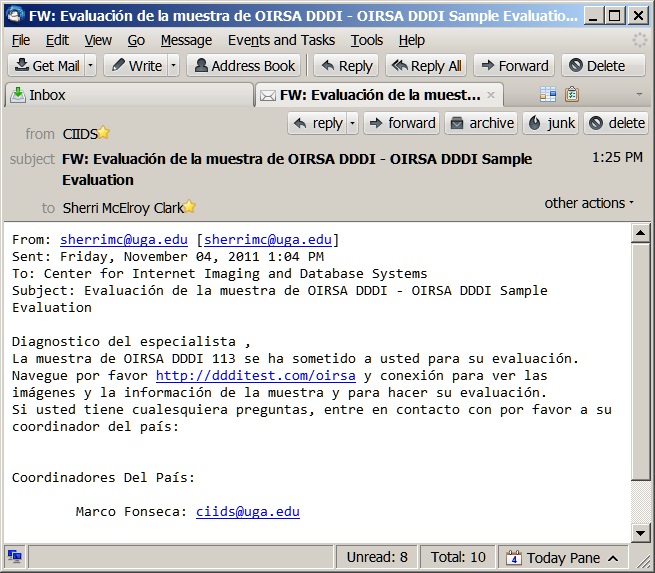 FW: Evaluación de la muestra de OIRSA DDDI - OIRSA DDDI Sample Evaluatio...
File Edit View Go Message Events and Tasks Tools Help
Get Mail Write Address Book Reply Reply All Forward Delete
Inbox FW: Evaluación de la muest...
from CIIDS reply forward archive junk delete
subject FW: Evaluación de la muestra de OIRSA DDDI - OIRSA DDDI Sample 1:25 PM
Evaluation
to Sherri McElroy Clark other actions
From: sherrimc@uga.edu [sherrimc@uga.edu]
Sent: Friday, November 04, 2011 1:04 PM
To: Center for Internet Imaging and Database Systems
Subject: Evaluación de la muestra de OIRSA DDDI - OIRSA DDDI Sample
Evaluation
Diagnostico del especialista ,
La muestra de OIRSA DDDI 113 se ha sometido a usted para su evaluación.
Navegue por favor http://ddditest.com/oirsa y conexión para ver las
imágenes y la información de la muestra y para hacer su evaluación.
Si usted tiene cualesquiera preguntas, entre en contacto con por favor a su
coordinador del país:
Coordinadores Del País:
Marco Fonseca: ciids@uga.edu
Unread: 8 Total: 10 4 Today Pane